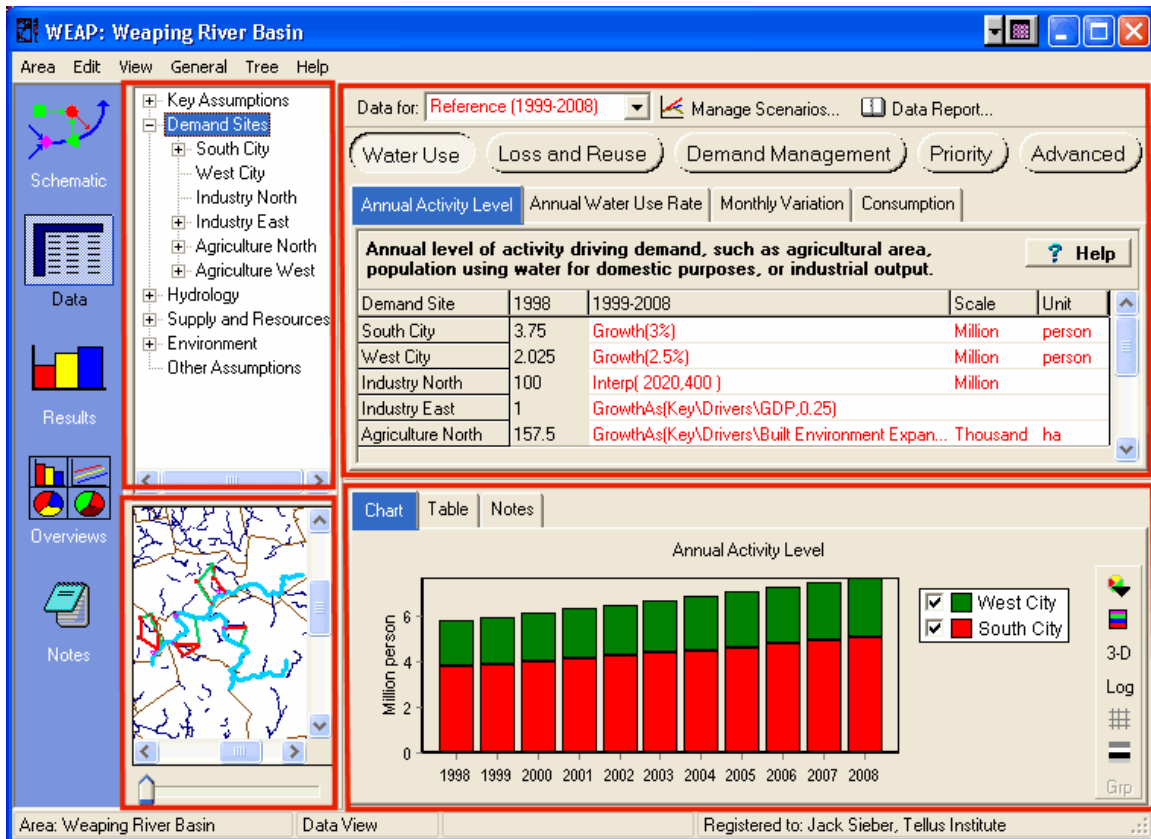 WEAP: Weaping River Basin
Area Edit View General Tree Help
Schematic
Data
Results
Overviews
Notes
Key Assumptions
Demand Sites
South City
West City
Industry North
Industry East
Agriculture North
Agriculture West
Hydrology
Supply and Resources
Environment
Other Assumptions
Data for: Reference (1999-2008) Manage Scenarios... Data Report...
Water Use Loss and Reuse Demand Management Priority Advanced
Annual Activity Level Annual Water Use Rate Monthly Variation Consumption
Annual level of activity driving demand, such as agricultural area,
population using water for domestic purposes, or industrial output.
? Help
Demand Site 1998 1999-2008 Scale Unit
South City 3.75 Growth(3%) Million person
West City 2.025 Growth(2.5%) Million person
Industry North 100 Interp( 2020,400 ) Million
Industry East 1 GrowthAs(Key\Drivers\GDP,0.25)
Agriculture North 157.5 GrowthAs(Key\Drivers\Built Environment Expan... Thousand ha
Chart Table Notes
Annual Activity Level
Million person
6
4
2
0
1998 1999 2000 2001 2002 2003 2004 2005 2006 2007 2008
West City
South City
3-D
Log
Grp
Area: Weaping River Basin Data View Registered to: Jack Sieber, Tellus Institute